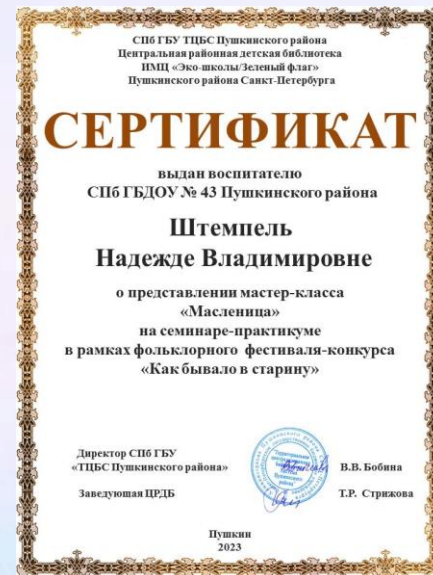 СПб ГБУ ТЦБС Пушкинского района
Центральная районная детская библиотека
ИМЦ «Эко-школы/Зеленый флаг»
Пушкинского района Санкт-Петербурга
СЕРТИФИКАТ
выдан воспитателю
СПб ГБДОУ № 43 Пушкинского района
Штемпель
Надежде Владимировне
о представлении мастер-класса
«Масленица»
на семинаре-практикуме
в рамках фольклорного фестиваля-конкурса
«Как бывало в старину»
Директор СПб ГБУ
«ТЦБС Пушкинского района»
В.В. Бобина
Заведующая ЦРДБ
Т.Р. Стрижова
Пушкин
2023